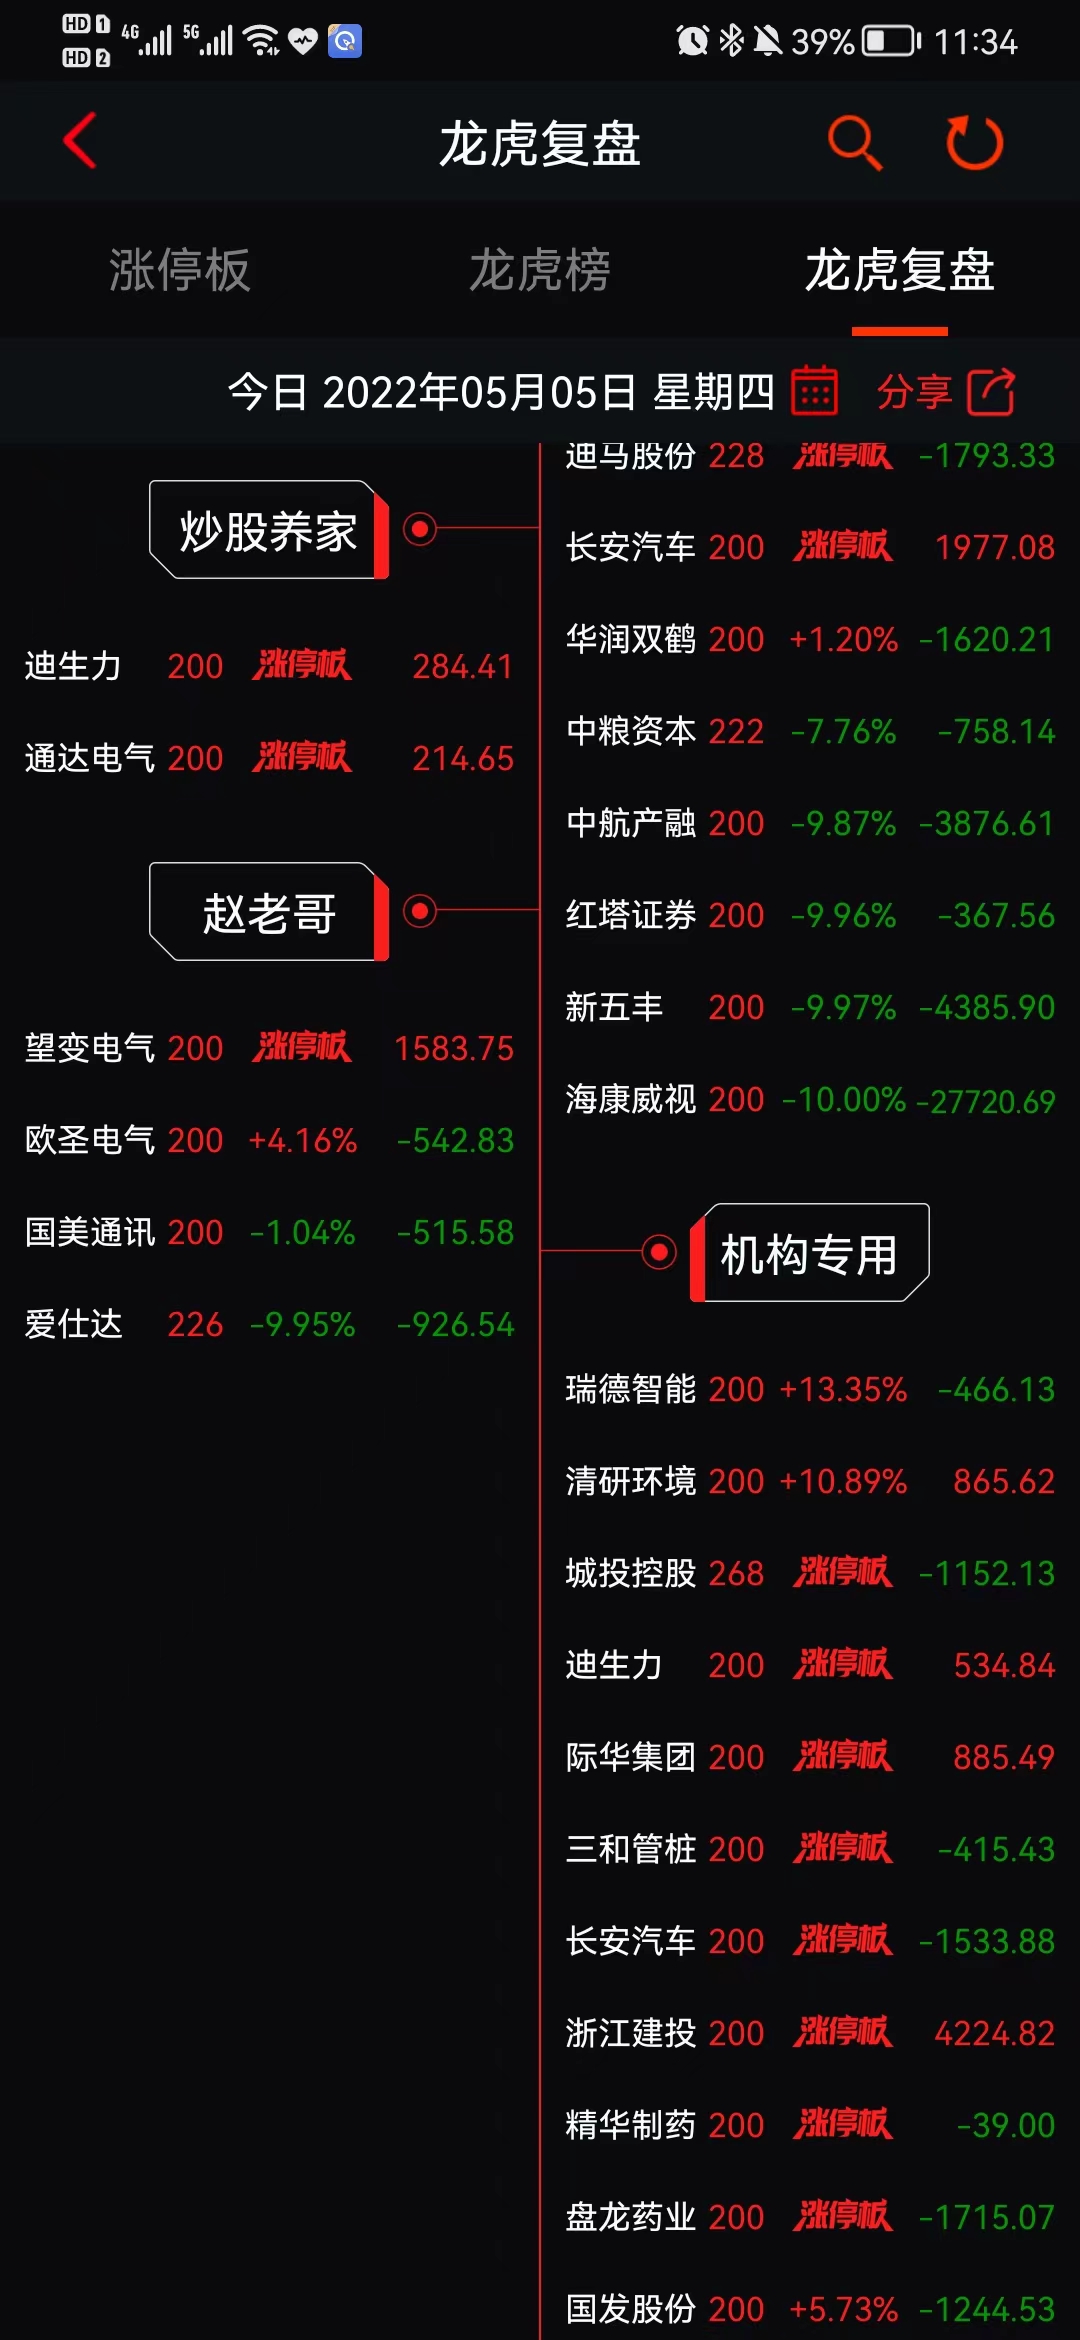 HD 1 4G 5G 39% 11:34
HD 2
龙虎复盘
涨停板 龙虎榜 龙虎复盘
今日 2022年05月05日 星期四 分享
炒股养家
迪生力 200 涨停板 284.41
通达电气 200 涨停板 214.65
赵老哥
望变电气 200 涨停板 1583.75
欧圣电气 200 +4.16% -542.83
国美通讯 200 -1.04% -515.58
爱仕达 226 -9.95% -926.54
迪马股份 228 涨停板 -1793.33
长安汽车 200 涨停板 1977.08
华润双鹤 200 +1.20% -1620.21
中粮资本 222 -7.76% -758.14
中航产融 200 -9.87% -3876.61
红塔证券 200 -9.96% -367.56
新五丰 200 -9.97% -4385.90
海康威视 200 -10.00% -27720.69
机构专用
瑞德智能 200 +13.35% -466.13
清研环境 200 +10.89% 865.62
城投控股 268 涨停板 -1152.13
迪生力 200 涨停板 534.84
际华集团 200 涨停板 885.49
三和管桩 200 涨停板 -415.43
长安汽车 200 涨停板 -1533.88
浙江建投 200 涨停板 4224.82
精华制药 200 涨停板 -39.00
盘龙药业 200 涨停板 -1715.07
国发股份 200 +5.73% -1244.53